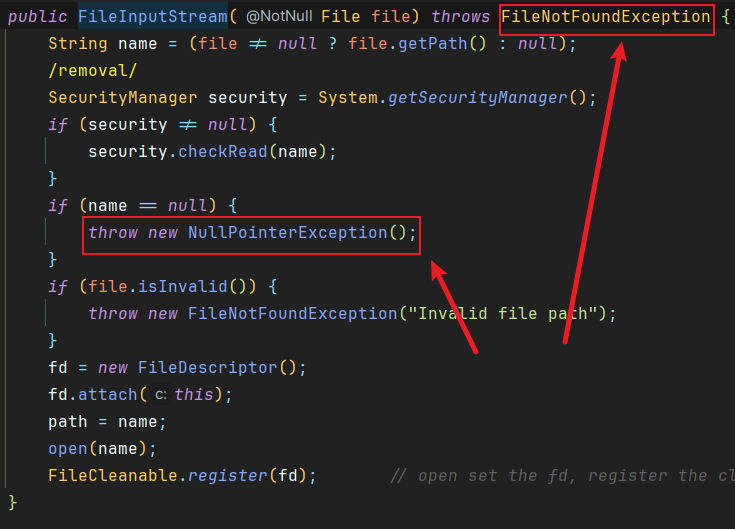 public FileInputStream( @NotNull File file) throws FileNotFoundException {
String name = (file ≠ null ? file.getPath() : null);
/removal/
SecurityManager security = System.getSecurityManager();
if (security ≠ null) {
security.checkRead(name);
}
if (name == null) {
throw new NullPointerException();
}
if (file.isInvalid()) {
throw new FileNotFoundException("Invalid file path");
}
fd = new FileDescriptor();
fd.attach( c: this);
path = name;
open(name);
FileCleanable.register(fd); // open set the fd, register the cl
}